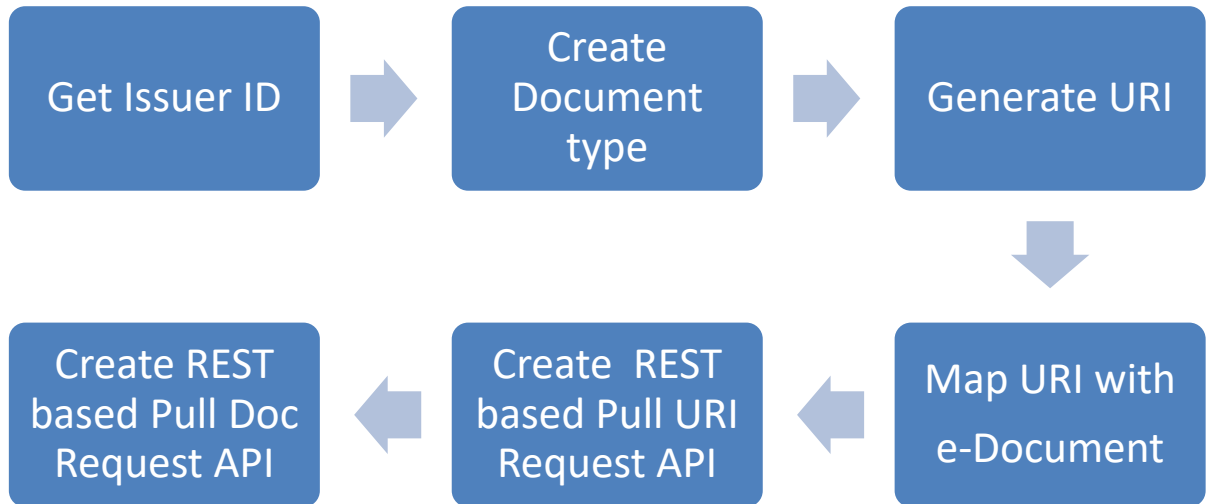 Get Issuer ID
Create
Document
type
Generate URI
Map URI with
e-Document
Create REST
based Pull URI
Request API
Create REST
based Pull Doc
Request API